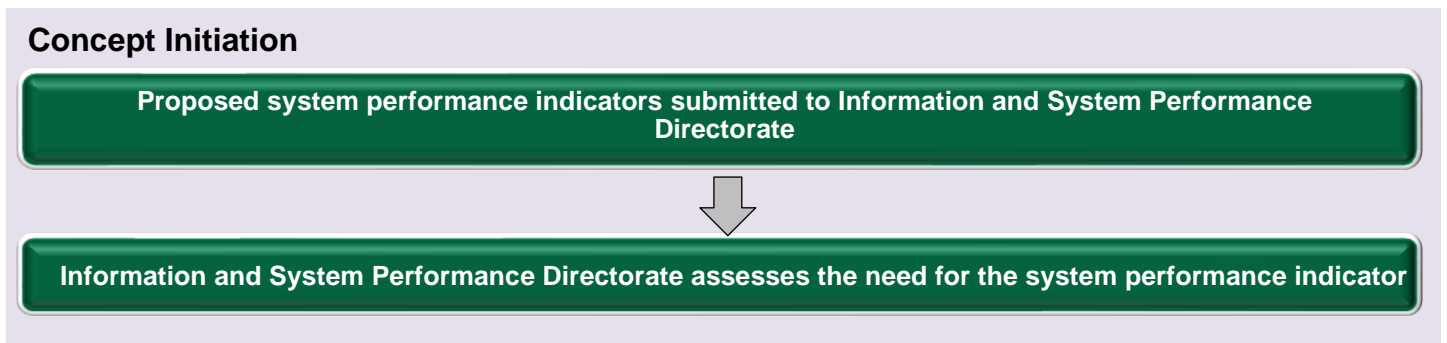 Concept Initiation
Proposed system performance indicators submitted to Information and System Performance
Directorate
Information and System Performance Directorate assesses the need for the system performance indicator